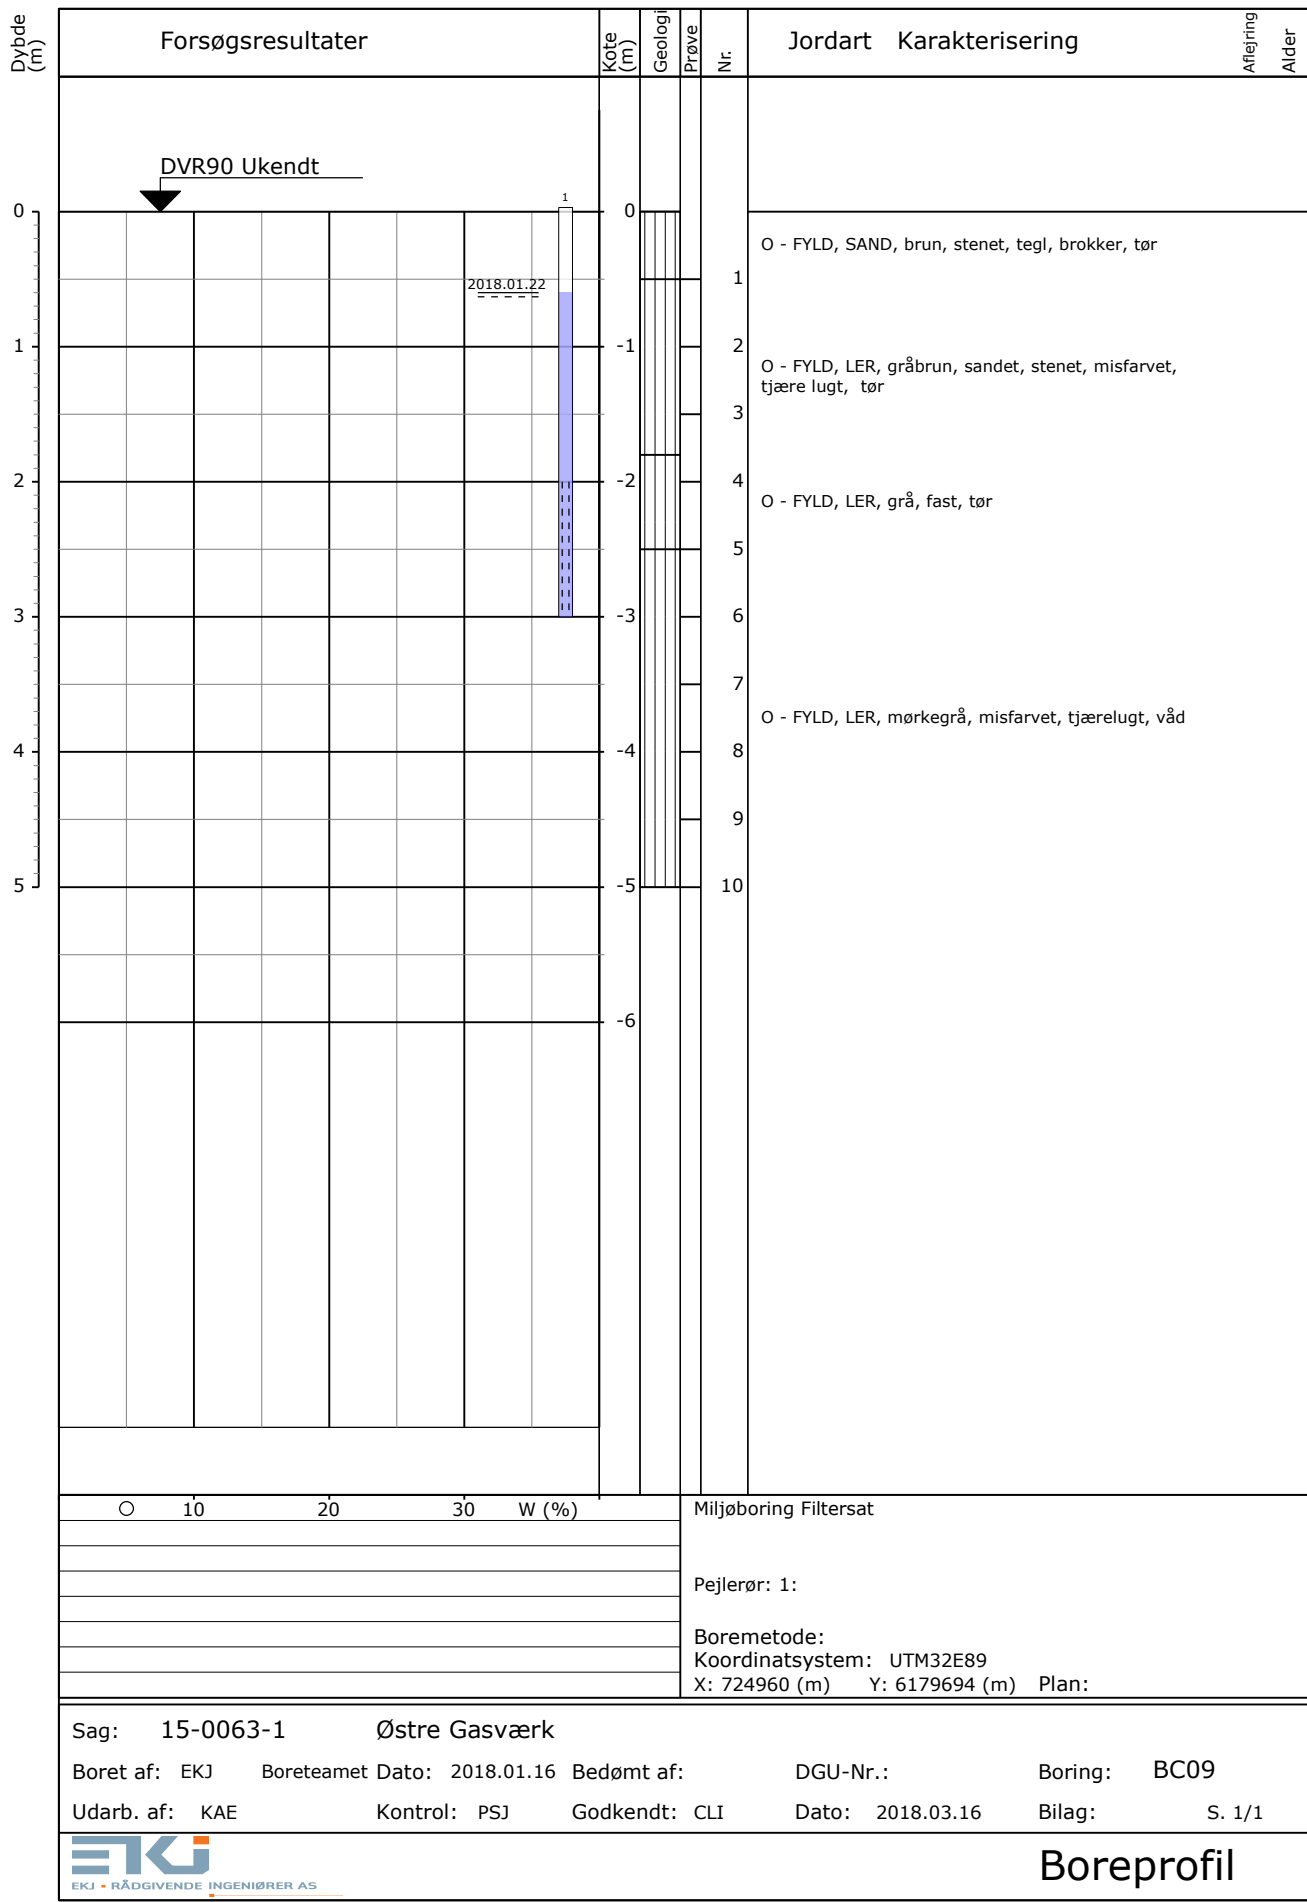 Dybde (m)
Forsøgsresultater
Kote (m)
Geologi
Prøve
Nr.
Jordart Karakterisering
Aflejring
Alder
DVR90 Ukendt
1
0
0
O - FYLD, SAND, brun, stenet, tegl, brokker, tør
1
2018.01.22
1
-1
2
O - FYLD, LER, gråbrun, sandet, stenet, misfarvet,
tjære lugt, tør
3
2
-2
4
O - FYLD, LER, grå, fast, tør
5
3
-3
6
7
O - FYLD, LER, mørkegrå, misfarvet, tjærelugt, våd
4
-4
8
9
5
-5
10
-6
10 20 30 W (%)
Miljøboring Filtersat
Pejlerør: 1:
Boremetode:
Koordinatsystem: UTM32E89
X: 724960 (m) Y: 6179694 (m) Plan:
Sag: 15-0063-1 Østre Gasværk
Boret af: EKJ Boreteamet Dato: 2018.01.16 Bedømt af: DGU-Nr.: Boring: BC09
Udarb. af: KAE Kontrol: PSJ Godkendt: CLI Dato: 2018.03.16 Bilag: S. 1/1
EKJ
EKJ - RÅDGIVENDE INGENIØRER AS
Boreprofil